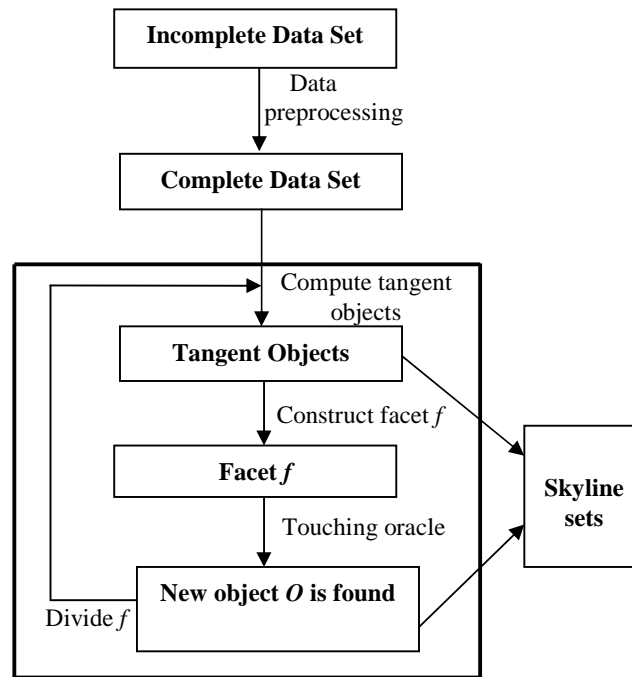 Incomplete Data Set
Data
preprocessing
Complete Data Set
Compute tangent
objects
Tangent Objects
Construct facet f
Facet f
Skyline
sets
Touching oracle
New object O is found
Divide f